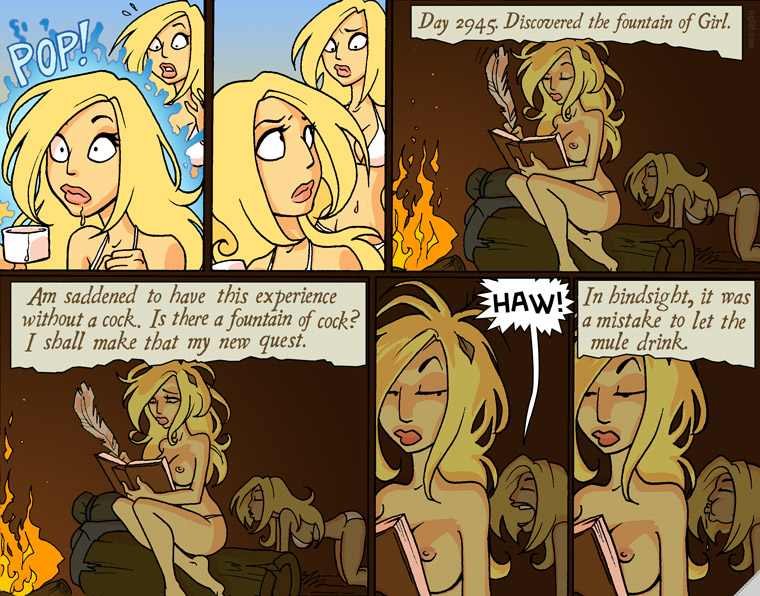 POP!
Day 2945. Discovered the fountain of Girl.
oglaf.com
Am saddened to have this experience
without a cock. Is there a fountain of cock?
I shall make that my new quest.
HAW!
In hindsight, it was
a mistake to let the
mule drink.